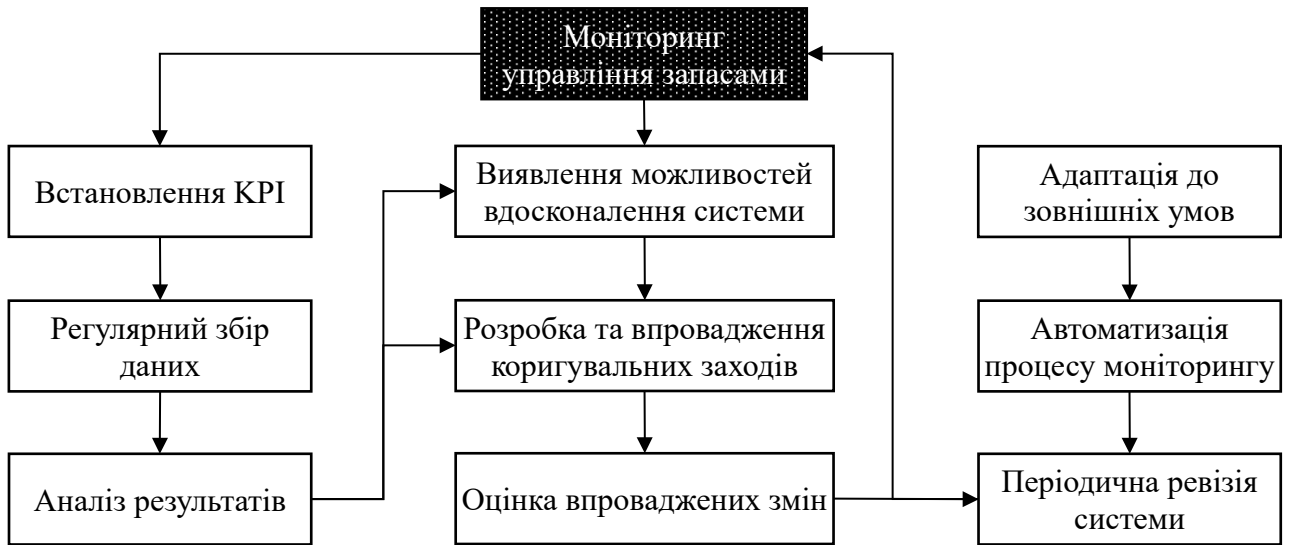 Моніторинг
управління запасами
Встановлення KPI
Виявлення можливостей
вдосконалення системи
Адаптація до
зовнішніх умов
Регулярний збір
даних
Розробка та впровадження
коригувальних заходів
Автоматизація
процесу моніторингу
Аналіз результатів
Оцінка впроваджених змін
Періодична ревізія
системи